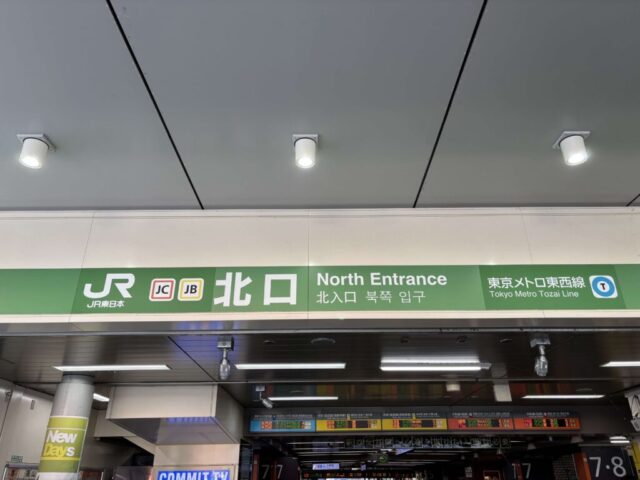 JR
JR東日本
JC JB
北口
North Entrance
北入口 북쪽 입구
東京メトロ東西線
Tokyo Metro Tozai Line
T
New
Days
COMMIT TV
7
7·8